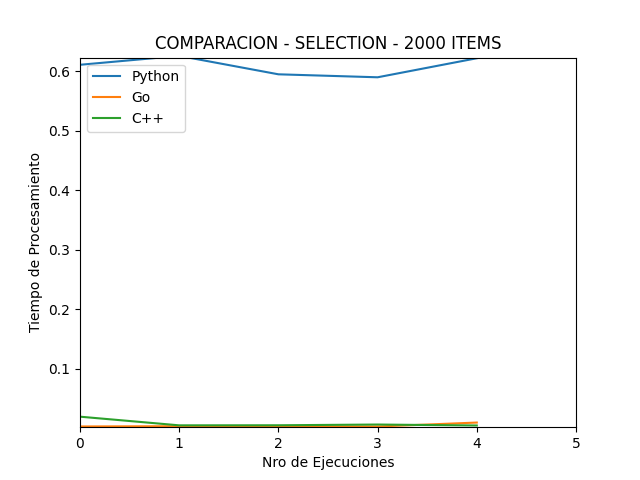 COMPARACION - SELECTION - 2000 ITEMS
Python
Go
C++
Tiempo de Procesamiento
0.6
0.5
0.4
0.3
0.2
0.1
0 1 2 3 4 5
Nro de Ejecuciones